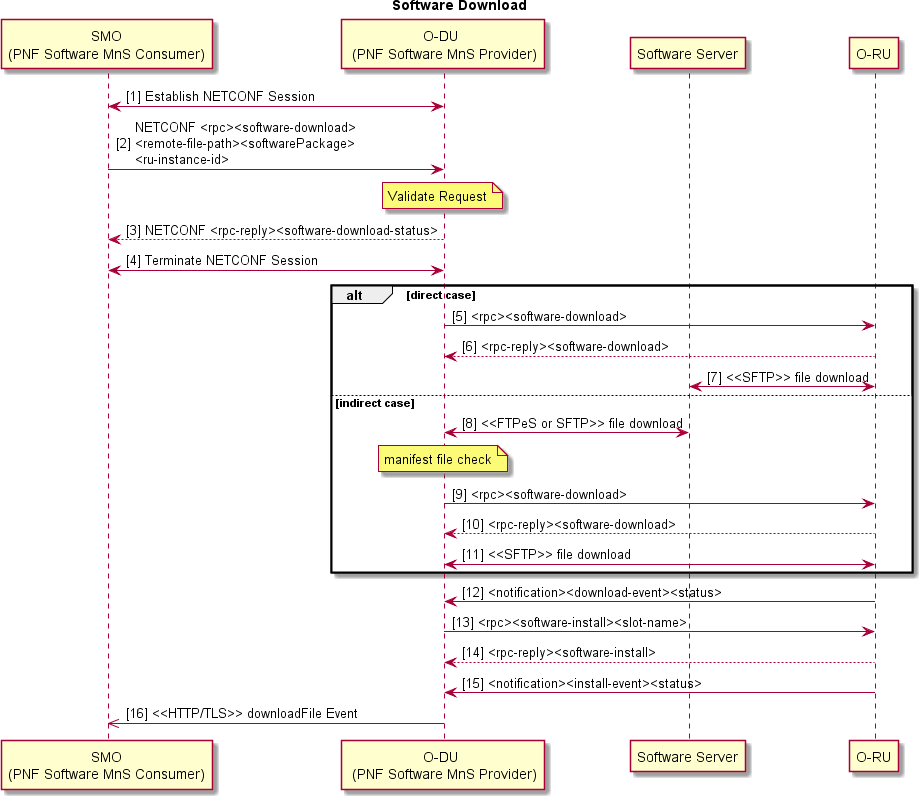 Software Download
SMO
(PNF Software MnS Consumer)
O-DU
(PNF Software MnS Provider)
Software Server
O-RU
[1] Establish NETCONF Session
NETCONF <rpc><software-download>
[2] <remote-file-path><softwarePackage>
<ru-instance-id>
Validate Request
[3] NETCONF <rpc-reply><software-download-status>
[4] Terminate NETCONF Session
alt [direct case]
[5] <rpc><software-download>
[6] <rpc-reply><software-download>
[7] <<SFTP>> file download
[indirect case]
[8] <<FTPeS or SFTP>> file download
manifest file check
[9] <rpc><software-download>
[10] <rpc-reply><software-download>
[11] <<SFTP>> file download
[12] <notification><download-event><status>
[13] <rpc><software-install><slot-name>
[14] <rpc-reply><software-install>
[15] <notification><install-event><status>
[16] <<HTTP/TLS>> downloadFile Event
SMO
(PNF Software MnS Consumer)
O-DU
(PNF Software MnS Provider)
Software Server
O-RU